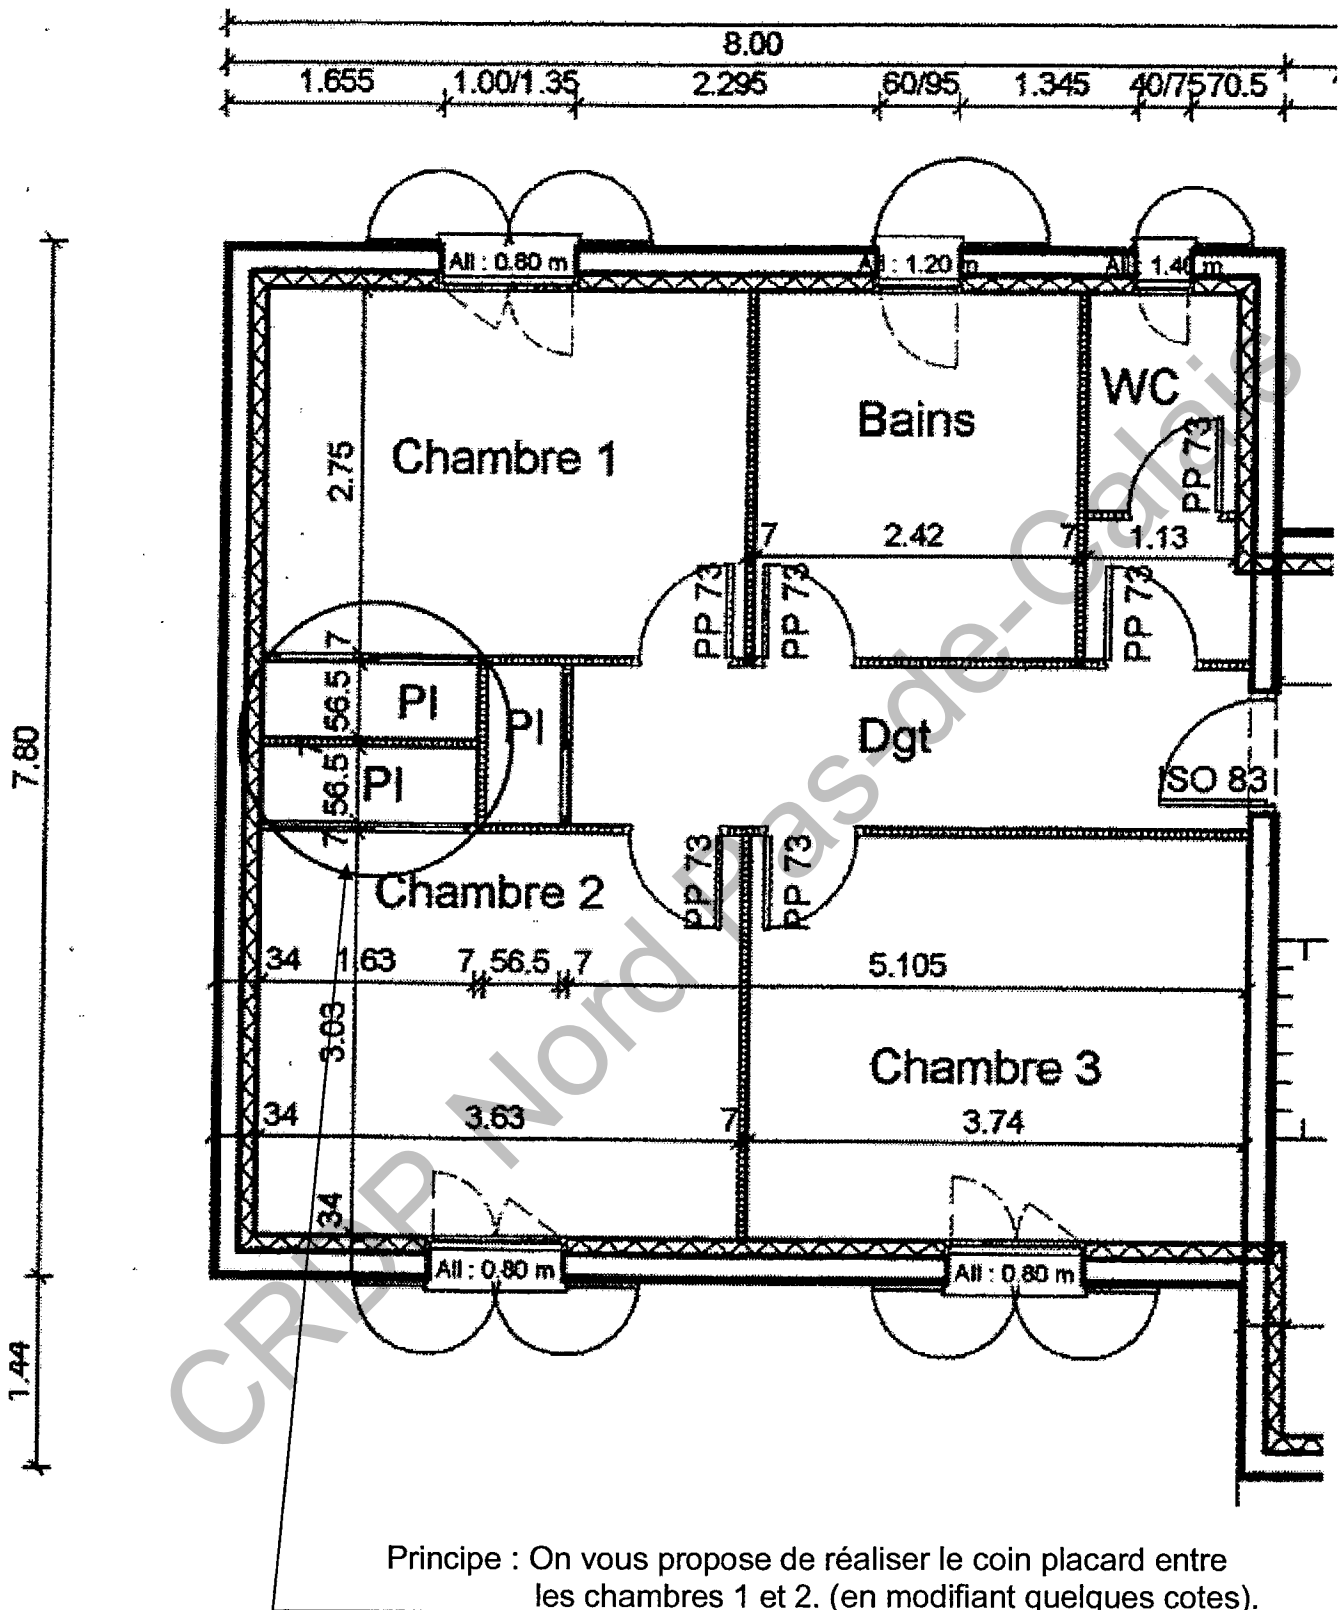 8.00
1.655 1.00/1.35 2.295 60/95 1.345 40/75 70.5
All : 0.80 m
All : 1.20 m
All : 1.40 m
WC
Bains
Chambre 1
2.75
PP 73
7 2.42 7 1.13
PP 73
PP 73
PP 73
7
56.5
Pl
Pl
7
56.5
Pl
7
Dgt
ISO 83
7.80
PP 73
PP 73
Chambre 2
34 1.63 7 56.5 7 5.105
3.03
Chambre 3
34 3.63 7 3.74
34
All : 0.80 m
All : 0.80 m
1.44
CRDP Nord Pas-de-Calais
Principe : On vous propose de réaliser le coin placard entre
les chambres 1 et 2. (en modifiant quelques cotes).